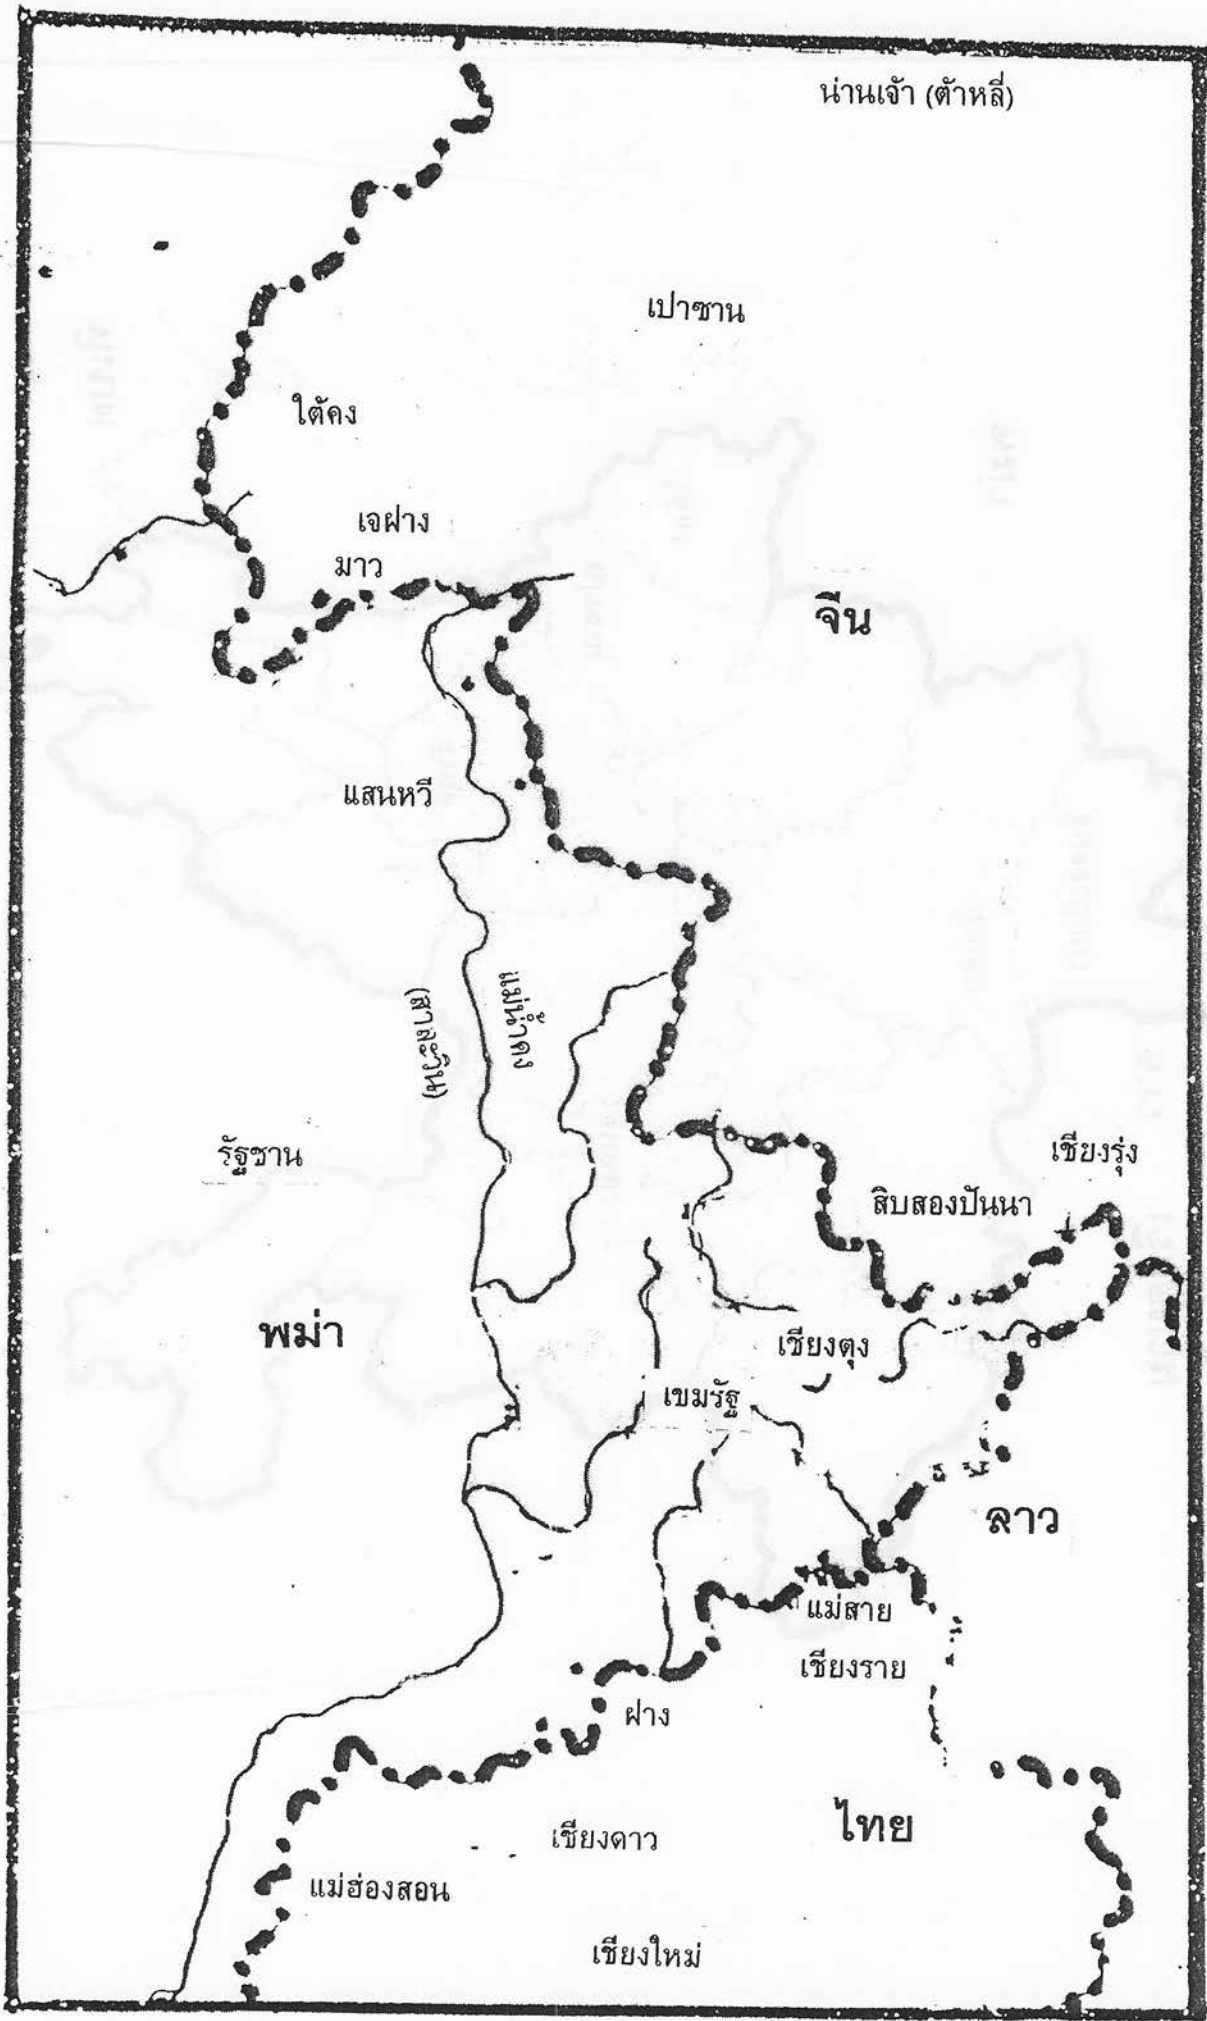 น่านเจ้า (ต้าหลี่)
เปาซาน
ใต้คง
เจฝาง
มาว
จีน
แสนหวี
แม่น้ำคง
(สาละวิน)
รัฐชาน
เชียงรุ่ง
สิบสองปันนา
พม่า
เชียงตุง
เขมรัฐ
ลาว
แม่สาย
เชียงราย
ฝาง
ไทย
เชียงดาว
แม่ฮ่องสอน
เชียงใหม่